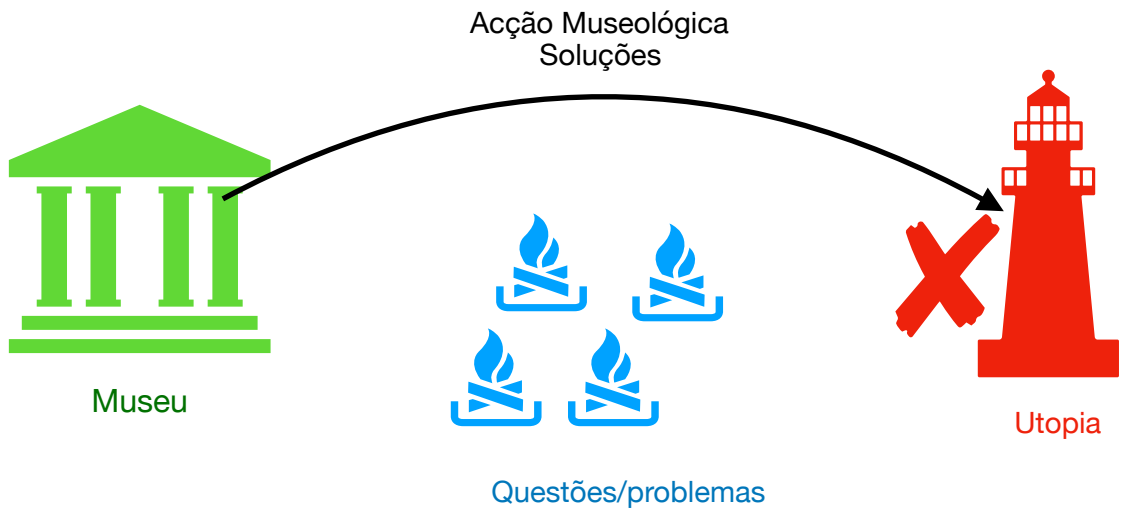 Acção Museológica
Soluções
Museu
Utopia
Questões/problemas